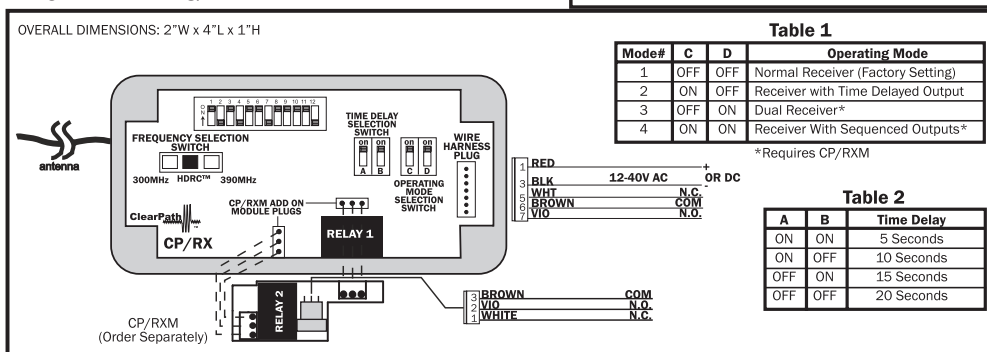 OVERALL DIMENSIONS: 2"W x 4"L x 1"H
antenna
O N
1 2 3 4 5 6 7 8 9 10 11 12
FREQUENCY SELECTION
SWITCH
300MHz HDRC™ 390MHz
ClearPath™
CP/RX
TIME DELAY
SELECTION
SWITCH
on on
A B
on on
C D
OPERATING
MODE
SELECTION
SWITCH
WIRE
HARNESS
PLUG
CP/RXM ADD ON
MODULE PLUGS
RELAY 1
RELAY 2
CP/RXM
(Order Separately)
1 RED +
12-40V AC OR DC
3 BLK -
5 WHT N.C.
6 BROWN COM
7 VIO N.O.
3 BROWN COM
2 VIO N.O.
1 WHITE N.C.
Table 1
Mode# C D Operating Mode
1 OFF OFF Normal Receiver (Factory Setting)
2 ON OFF Receiver with Time Delayed Output
3 OFF ON Dual Receiver*
4 ON ON Receiver With Sequenced Outputs*
*Requires CP/RXM
Table 2
A B Time Delay
ON ON 5 Seconds
ON OFF 10 Seconds
OFF ON 15 Seconds
OFF OFF 20 Seconds